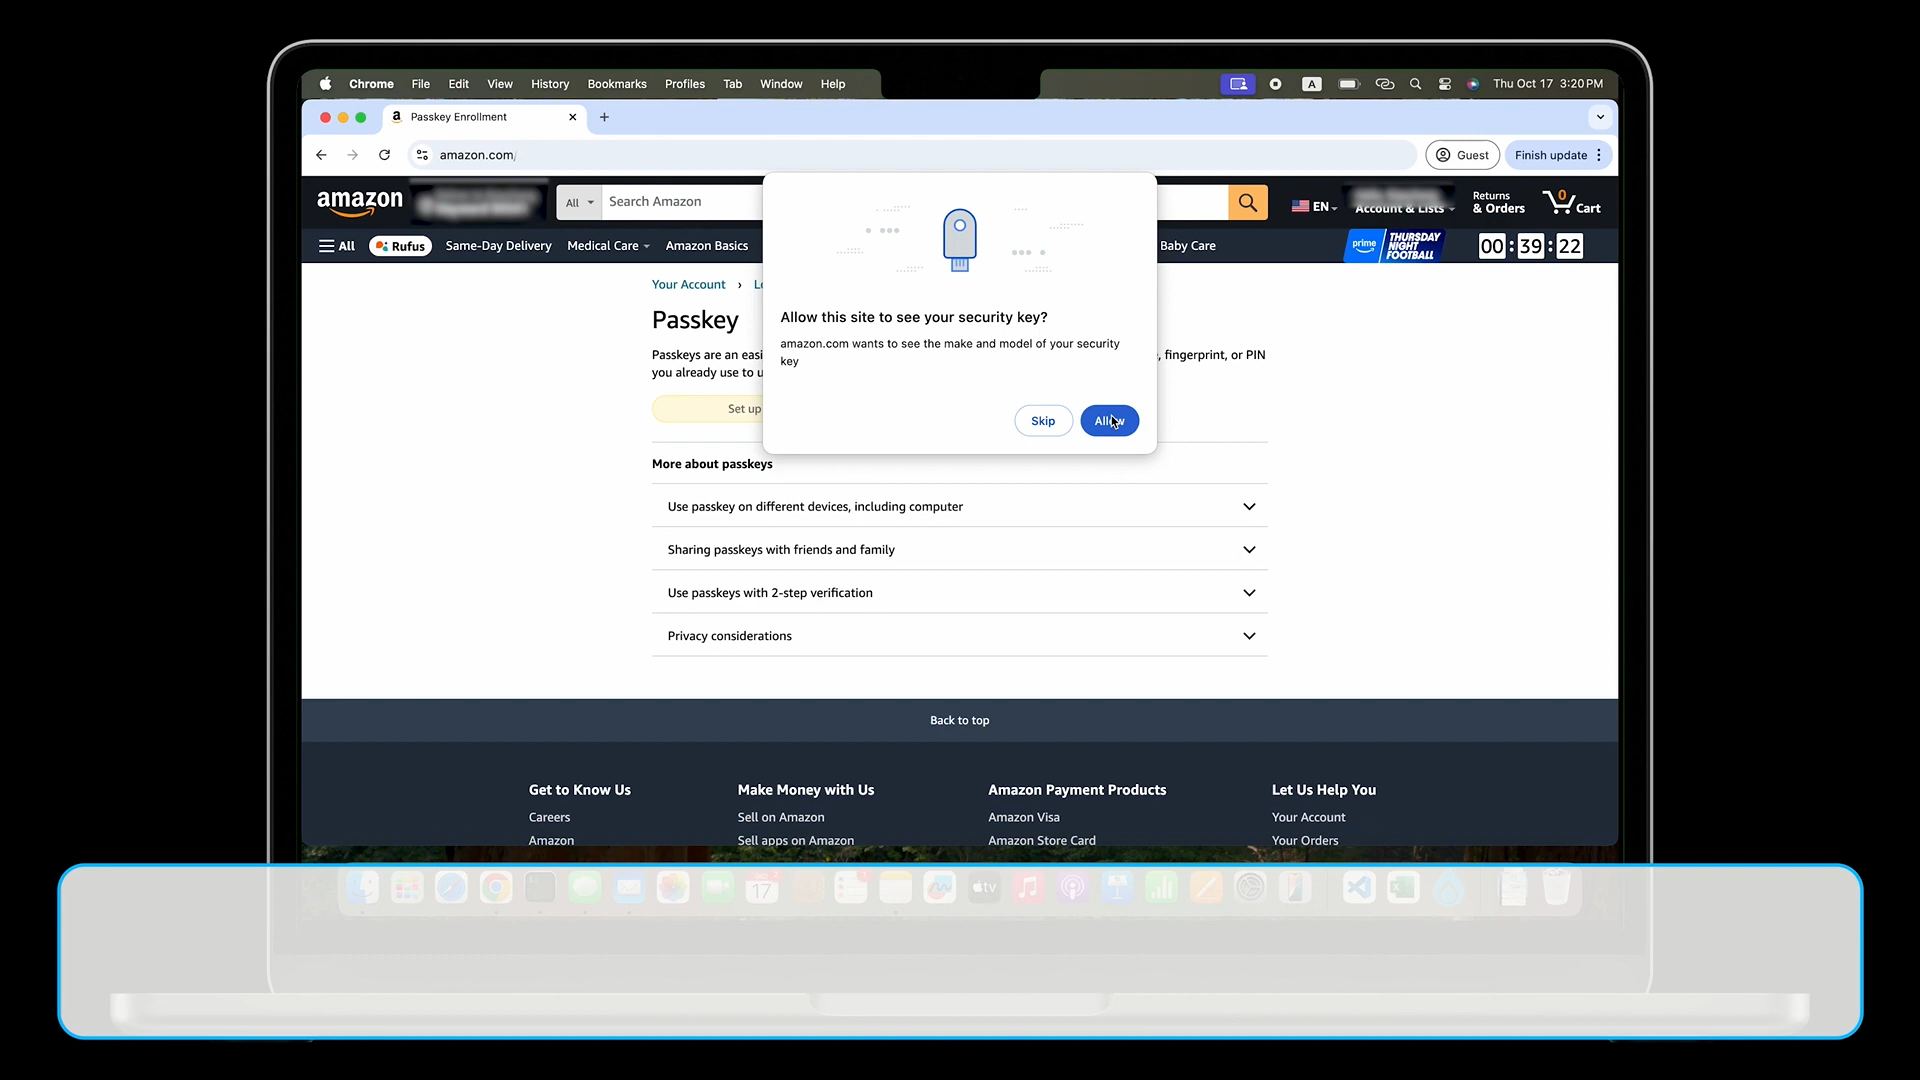 Chrome File Edit View History Bookmarks Profiles Tab Window Help A Thu Oct 17 3:20 PM
a Passkey Enrollment
amazon.com/ Guest Finish update
amazon All Search Amazon EN Account & Lists Returns & Orders 0 Cart
All Rufus Same-Day Delivery Medical Care Amazon Basics Baby Care prime THURSDAY NIGHT FOOTBALL 00 : 39 : 22
Your Account ›
Passkey
Passkeys are an , fingerprint, or PIN
you already use to
Set up
Allow this site to see your security key?
amazon.com wants to see the make and model of your security
key
Skip Allow
More about passkeys
Use passkey on different devices, including computer
Sharing passkeys with friends and family
Use passkeys with 2-step verification
Privacy considerations
Back to top
Get to Know Us Make Money with Us Amazon Payment Products Let Us Help You
Careers Sell on Amazon Amazon Visa Your Account
Amazon Sell apps on Amazon Amazon Store Card Your Orders
17 tv